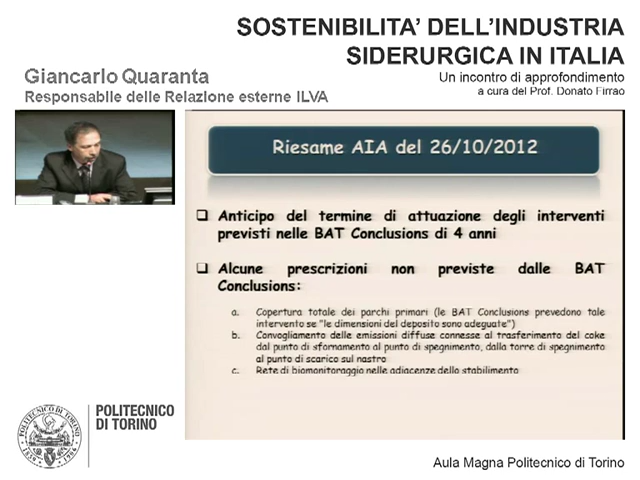 SOSTENIBILITA' DELL'INDUSTRIA
SIDERURGICA IN ITALIA
Un incontro di approfondimento
a cura del Prof. Donato Firrao
Giancarlo Quaranta
Responsabile delle Relazione esterne ILVA
Riesame AIA del 26/10/2012
❑ Anticipo del termine di attuazione degli interventi
previsti nelle BAT Conclusions di 4 anni
❑ Alcune prescrizioni non previste dalle BAT
Conclusions:
a. Copertura totale dei parchi primari (le BAT Conclusions prevedono tale
intervento se "le dimensioni del deposito sono adeguate")
b. Convogliamento delle emissioni diffuse connesse al trasferimento del coke
dal punto di sfornamento al punto di spegnimento, dalla torre di spegnimento
al punto di scarico sul nastro
c. Rete di biomonitoraggio nelle adiacenze dello stabilimento
POLITECNICO
DI TORINO
Aula Magna Politecnico di Torino